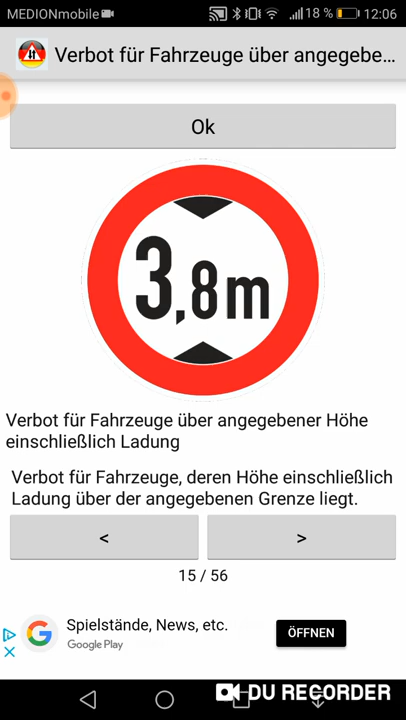 MEDIONmobile 18 % 12:06
Verbot für Fahrzeuge über angegebe...
Ok
3,8m
Verbot für Fahrzeuge über angegebener Höhe
einschließlich Ladung
Verbot für Fahrzeuge, deren Höhe einschließlich
Ladung über der angegebenen Grenze liegt.
< >
15 / 56
Spielstände, News, etc.
Google Play
ÖFFNEN
G
DU RECORDER